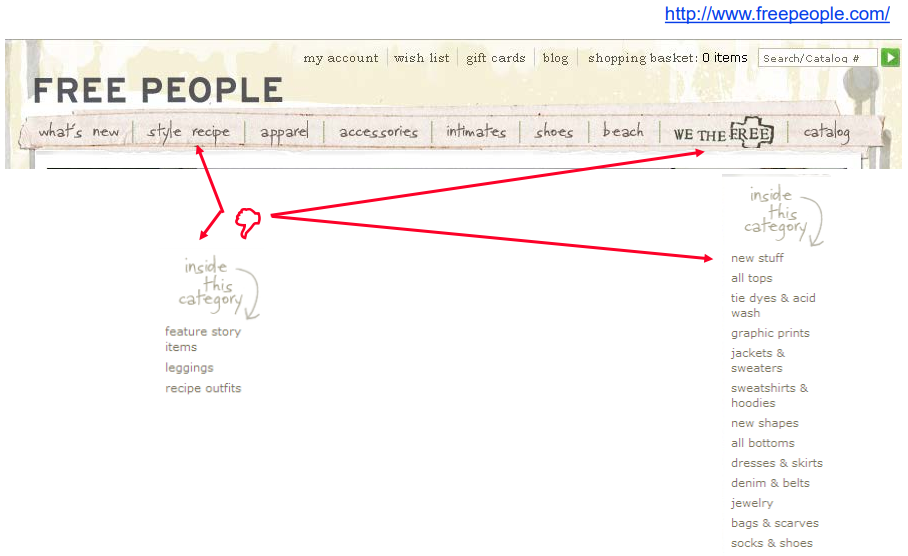 http://www.freepeople.com/
my account wish list gift cards blog shopping basket: 0 items Search/Catalog #
FREE PEOPLE
what's new style recipe apparel accessories intimates shoes beach WE THE FREE catalog
inside
this
category
feature story
items
leggings
recipe outfits
inside
this
category
new stuff
all tops
tie dyes & acid
wash
graphic prints
jackets &
sweaters
sweatshirts &
hoodies
new shapes
all bottoms
dresses & skirts
denim & belts
jewelry
bags & scarves
socks & shoes